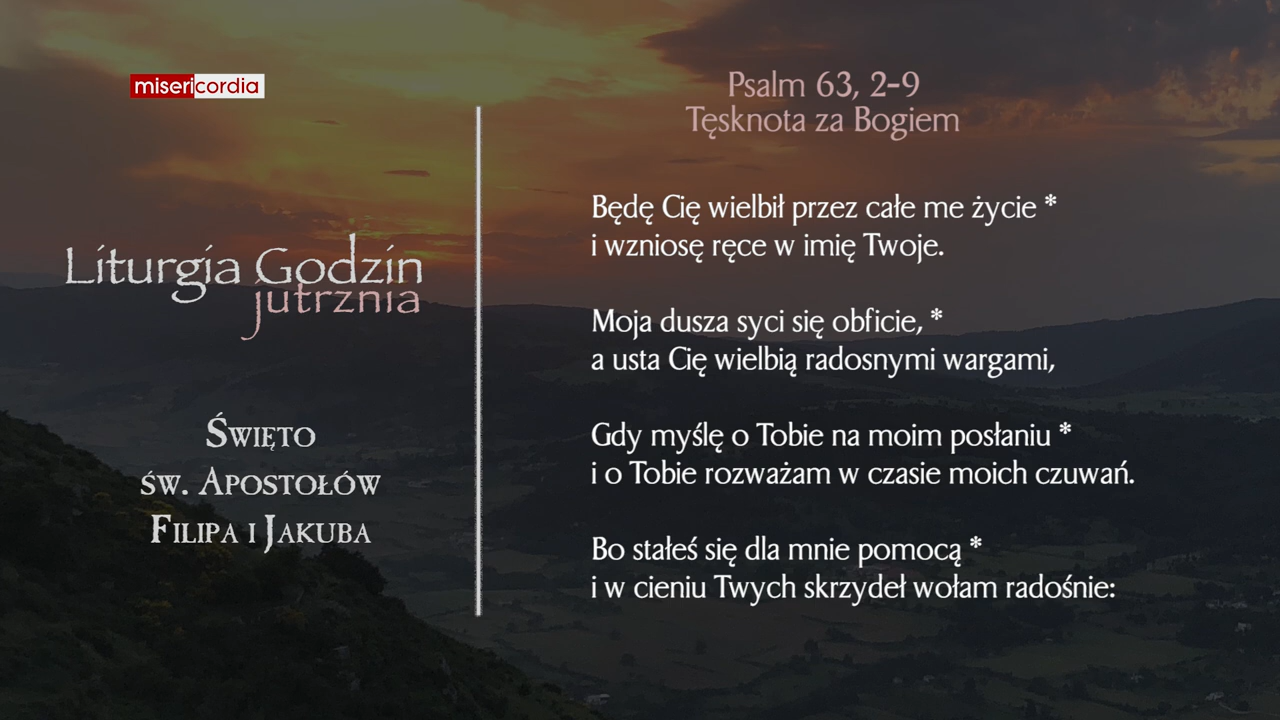 misericordia
Liturgia Godzin
jutrznia
Święto
św. Apostołów
Filipa i Jakuba
Psalm 63, 2-9
Tęsknota za Bogiem
Będę Cię wielbił przez całe me życie *
i wzniosę ręce w imię Twoje.
Moja dusza syci się obficie, *
a usta Cię wielbią radosnymi wargami,
Gdy myślę o Tobie na moim posłaniu *
i o Tobie rozważam w czasie moich czuwań.
Bo stałeś się dla mnie pomocą *
i w cieniu Twych skrzydeł wołam radośnie: